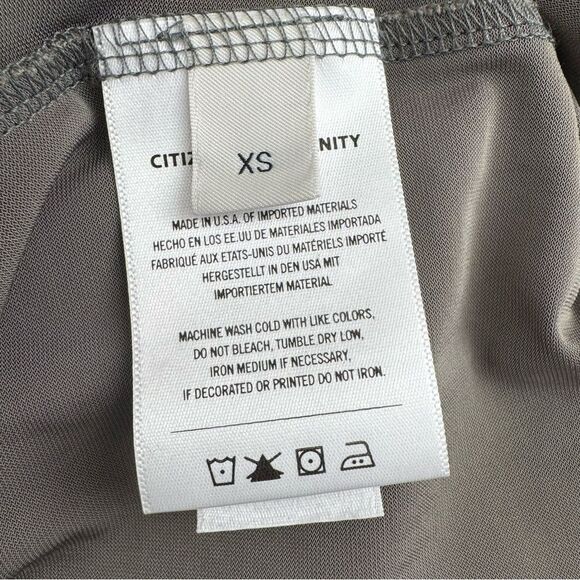 CITIZ NITY
XS
MADE IN U.S.A. OF IMPORTED MATERIALS
HECHO EN LOS EE.UU DE MATERIALES IMPORTADA
FABRIQUÉ AUX ETATS-UNIS DU MATÉRIELS IMPORTÉ
HERGESTELLT IN DEN USA MIT
IMPORTIERTEM MATERIAL
MACHINE WASH COLD WITH LIKE COLORS,
DO NOT BLEACH, TUMBLE DRY LOW,
IRON MEDIUM IF NECESSARY.
IF DECORATED OR PRINTED DO NOT IRON.